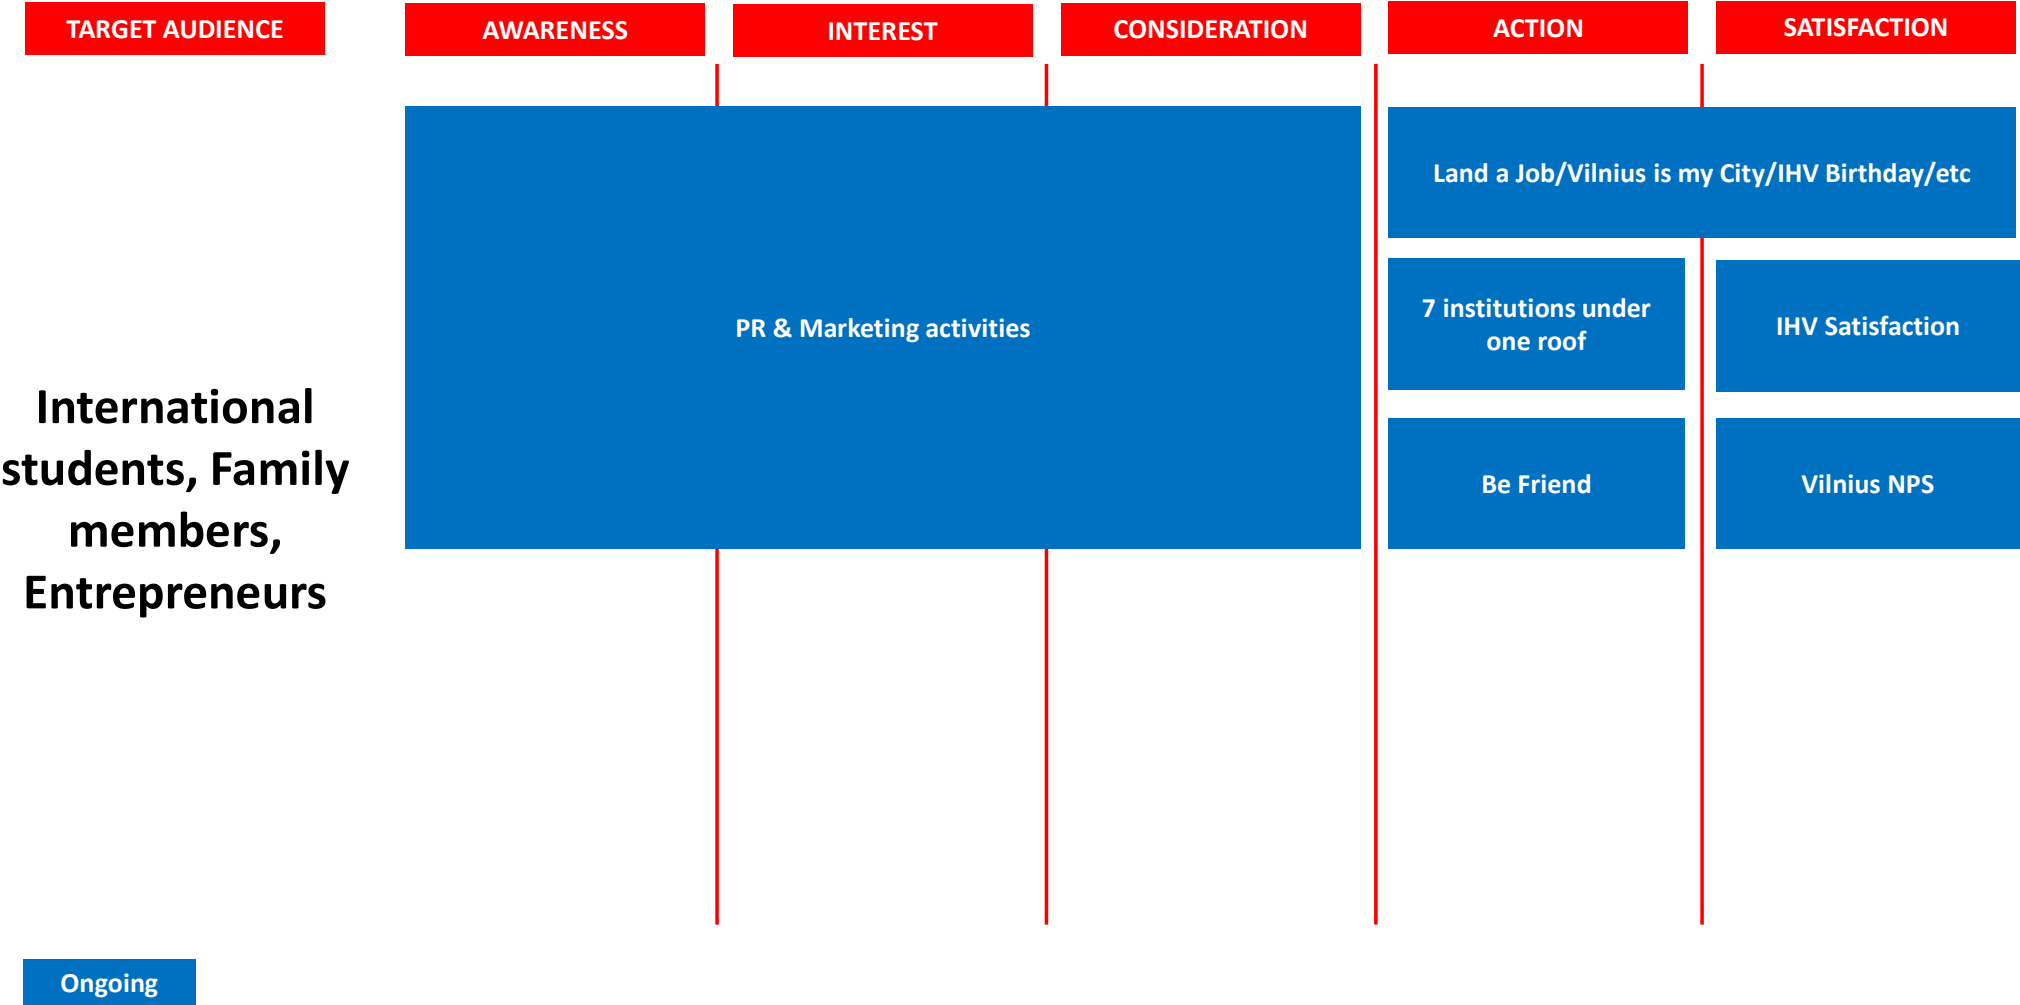 TARGET AUDIENCE
AWARENESS
INTEREST
CONSIDERATION
ACTION
SATISFACTION
International
students, Family
members,
Entrepreneurs
PR & Marketing activities
Land a Job/Vilnius is my City/IHV Birthday/etc
7 institutions under
one roof
IHV Satisfaction
Be Friend
Vilnius NPS
Ongoing